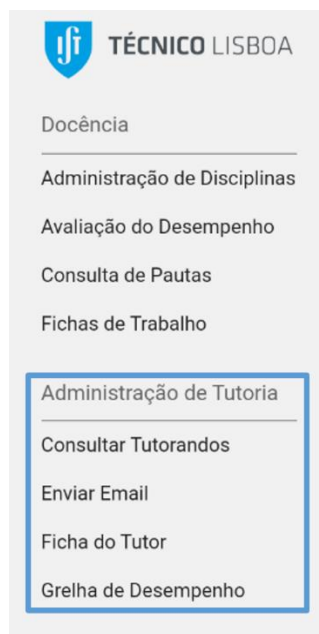 TÉCNICO LISBOA
Docência
Administração de Disciplinas
Avaliação do Desempenho
Consulta de Pautas
Fichas de Trabalho
Administração de Tutoria
Consultar Tutorandos
Enviar Email
Ficha do Tutor
Grelha de Desempenho